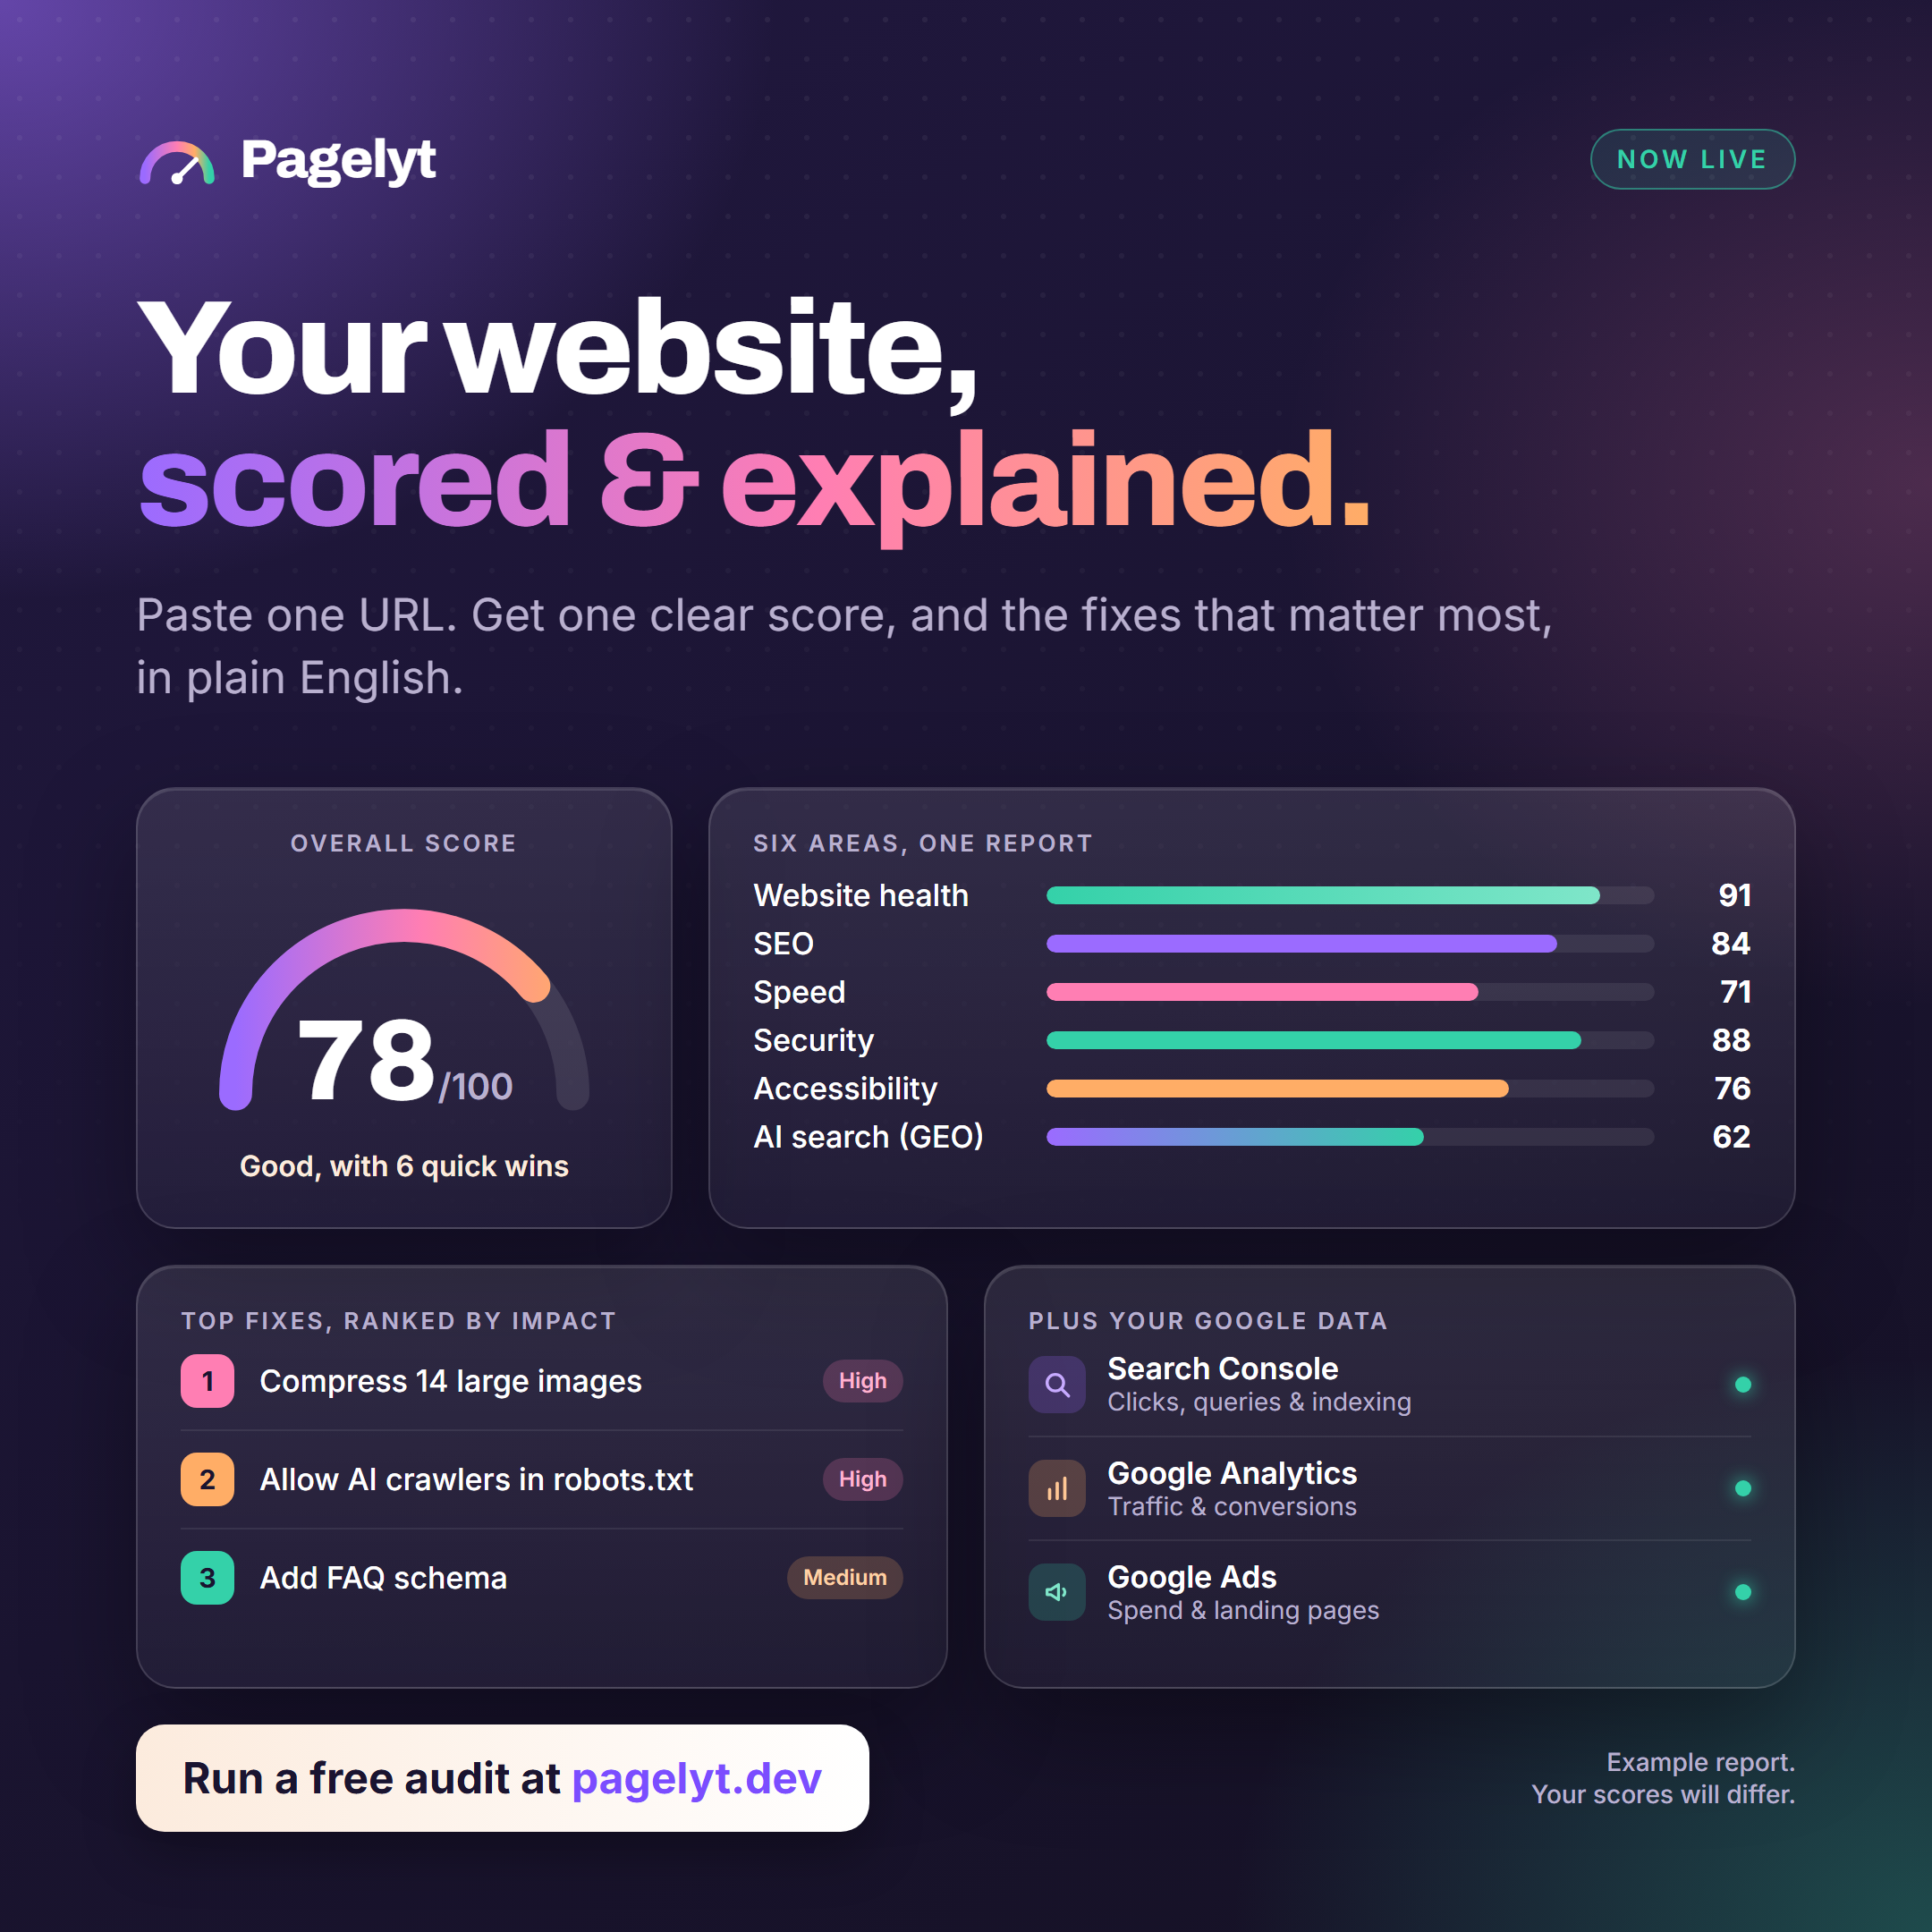 Pagelyt
NOW LIVE
Your website,
scored & explained.
Paste one URL. Get one clear score, and the fixes that matter most,
in plain English.
OVERALL SCORE
78/100
Good, with 6 quick wins
SIX AREAS, ONE REPORT
Website health 91
SEO 84
Speed 71
Security 88
Accessibility 76
AI search (GEO) 62
TOP FIXES, RANKED BY IMPACT
1 Compress 14 large images High
2 Allow AI crawlers in robots.txt High
3 Add FAQ schema Medium
PLUS YOUR GOOGLE DATA
Search Console
Clicks, queries & indexing
Google Analytics
Traffic & conversions
Google Ads
Spend & landing pages
Run a free audit at pagelyt.dev
Example report.
Your scores will differ.